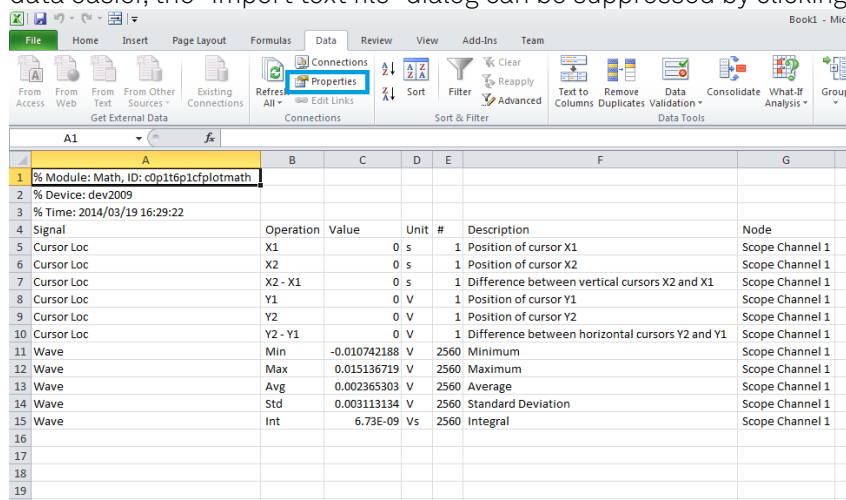 data easier, the "import text file" dialog can be suppressed by clicking
Book1 - Mic
File Home Insert Page Layout Formulas Data Review View Add-Ins Team
From Access From Web From Text From Other Sources Existing Connections
Get External Data
Refresh All Connections Properties Edit Links
Connections
Sort Filter Clear Reapply Advanced
Sort & Filter
Text to Columns Remove Duplicates Data Validation Consolidate What-If Analysis Group
Data Tools
A1 fx
A B C D E F G
1 % Module: Math, ID: c0p1t6p1cfplotmath
2 % Device: dev2009
3 % Time: 2014/03/19 16:29:22
4 Signal Operation Value Unit # Description Node
5 Cursor Loc X1 0 s 1 Position of cursor X1 Scope Channel 1
6 Cursor Loc X2 0 s 1 Position of cursor X2 Scope Channel 1
7 Cursor Loc X2 - X1 0 s 1 Difference between vertical cursors X2 and X1 Scope Channel 1
8 Cursor Loc Y1 0 V 1 Position of cursor Y1 Scope Channel 1
9 Cursor Loc Y2 0 V 1 Position of cursor Y2 Scope Channel 1
10 Cursor Loc Y2 - Y1 0 V 1 Difference between horizontal cursors Y2 and Y1 Scope Channel 1
11 Wave Min -0.010742188 V 2560 Minimum Scope Channel 1
12 Wave Max 0.015136719 V 2560 Maximum Scope Channel 1
13 Wave Avg 0.002365303 V 2560 Average Scope Channel 1
14 Wave Std 0.003113134 V 2560 Standard Deviation Scope Channel 1
15 Wave Int 6.73E-09 Vs 2560 Integral Scope Channel 1
16
17
18
19